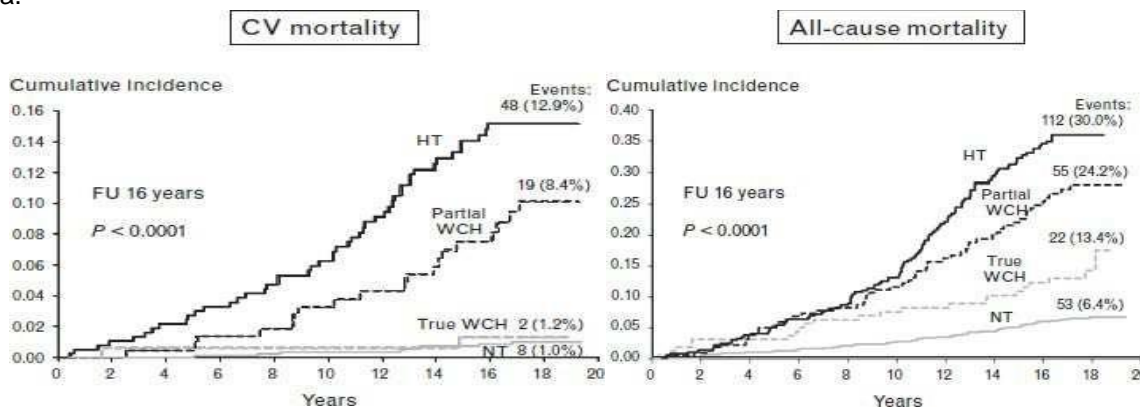 a.
CV mortality
Cumulative incidence
Events:
48 (12.9%)
0.16
0.14
HT
0.12
FU 16 years
19 (8.4%)
0.10
Partial
WCH
P < 0.0001
0.08
0.06
0.04
0.02
True WCH 2 (1.2%)
NT 8 (1.0%)
0.00
0 2 4 6 8 10 12 14 16 18 20
Years
All-cause mortality
Cumulative incidence
Events:
0.40
112 (30.0%)
0.35
HT
55 (24.2%)
0.30
FU 16 years
Partial
WCH
0.25
P < 0.0001
22 (13.4%)
0.20
True
WCH
0.15
53 (6.4%)
0.10
NT
0.05
0.00
0 2 4 6 8 10 12 14 16 18 20
Years